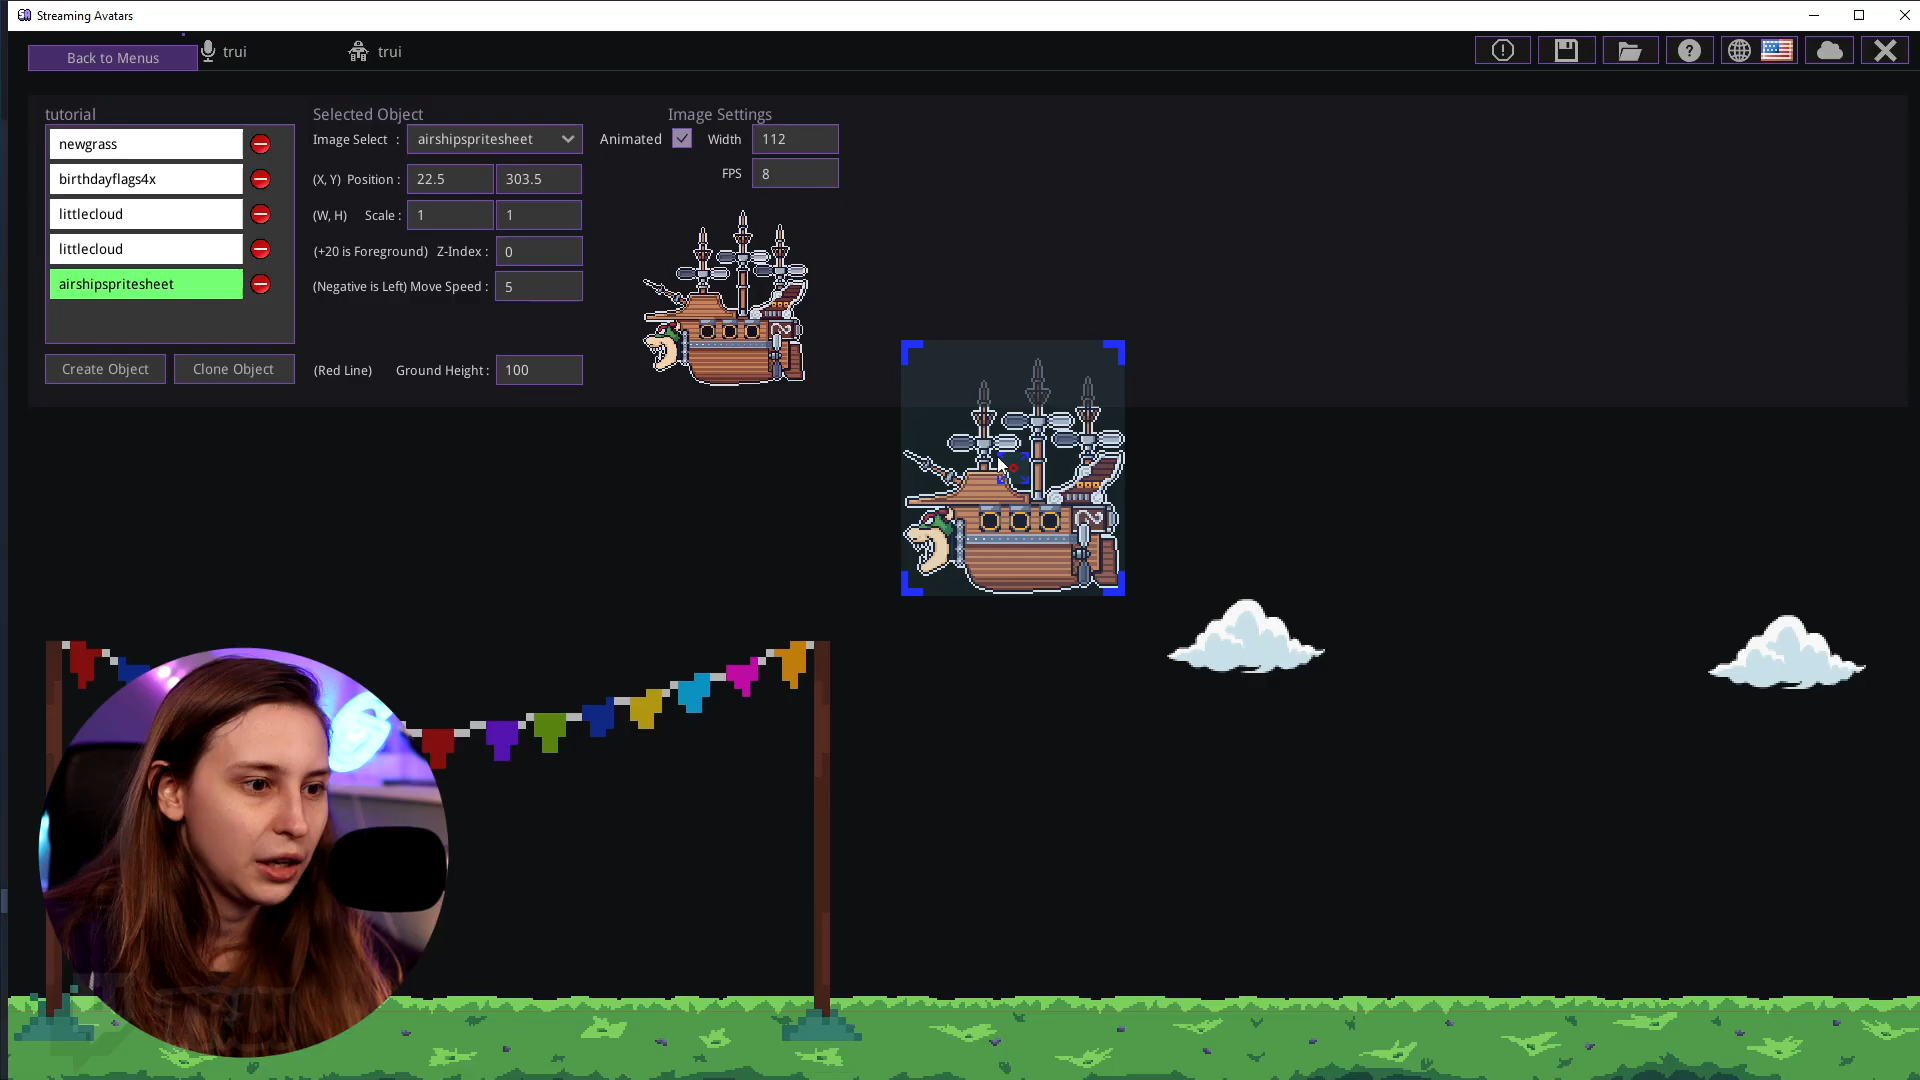 Streaming Avatars
Back to Menus
trui
trui
tutorial
newgrass
birthdayflags4x
littlecloud
littlecloud
airshipspritesheet
Create Object
Clone Object
Selected Object
Image Select :
airshipspritesheet
(X, Y) Position :
22.5
303.5
(W, H) Scale :
1
1
(+20 is Foreground) Z-Index :
0
(Negative is Left) Move Speed :
5
(Red Line) Ground Height :
100
Image Settings
Animated
Width
112
FPS
8